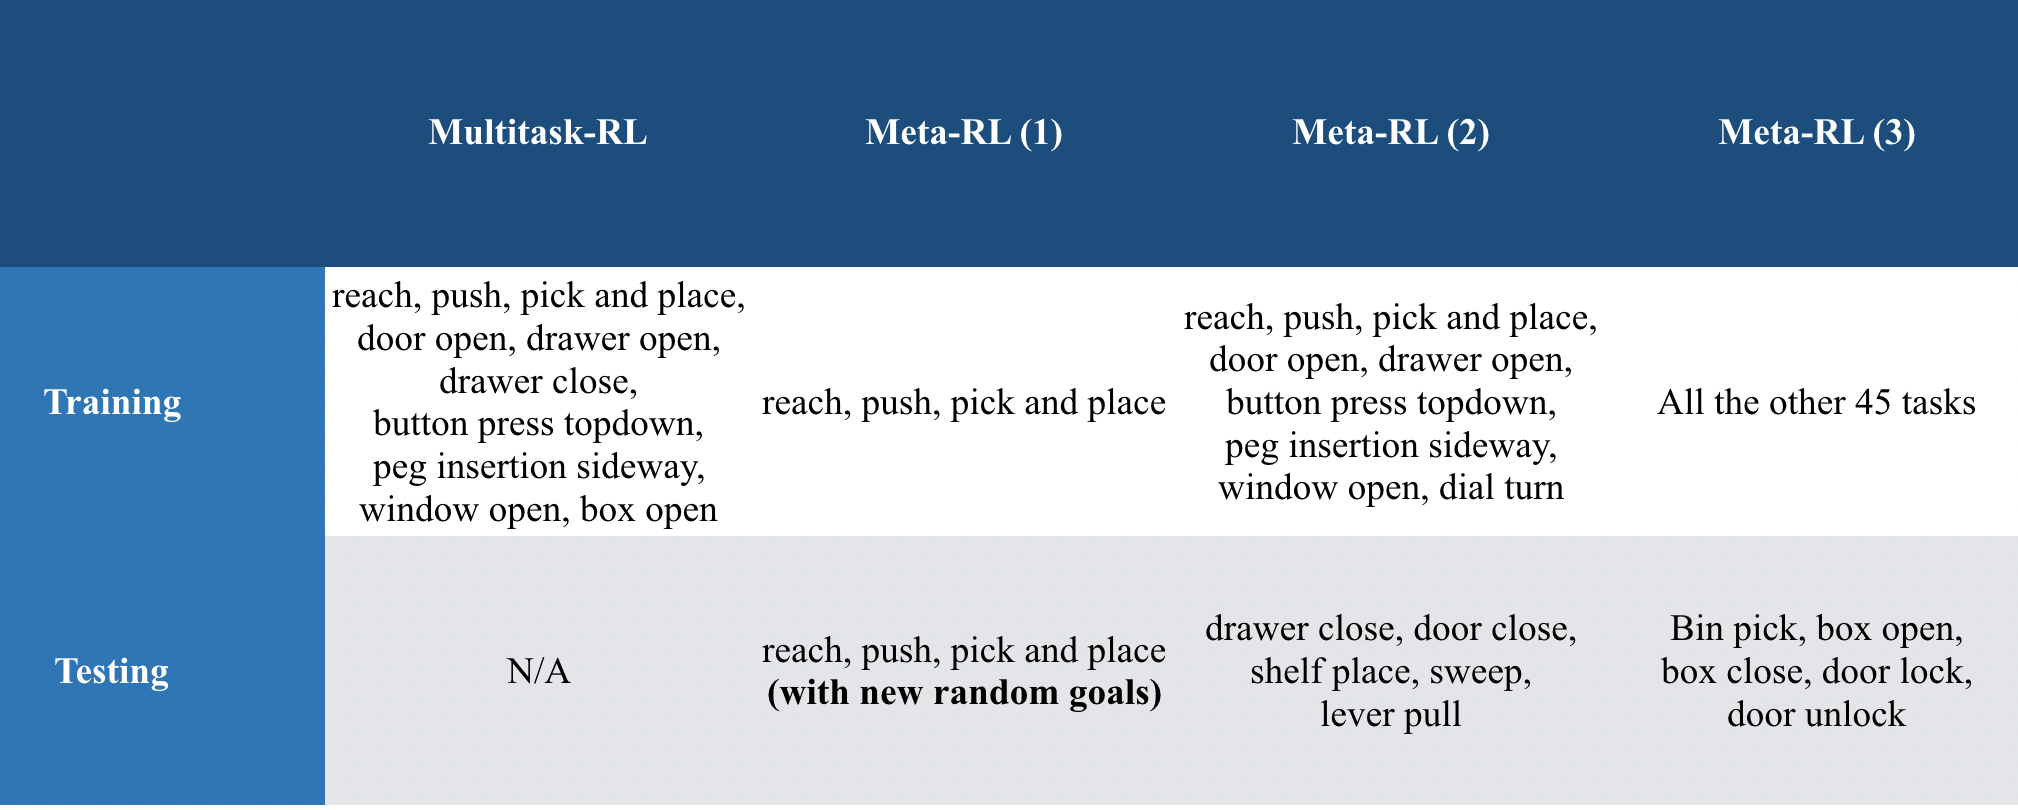 Multitask-RL
Meta-RL (1)
Meta-RL (2)
Meta-RL (3)
Training
reach, push, pick and place,
door open, drawer open,
drawer close,
button press topdown,
peg insertion sideway,
window open, box open
reach, push, pick and place
reach, push, pick and place,
door open, drawer open,
button press topdown,
peg insertion sideway,
window open, dial turn
All the other 45 tasks
Testing
N/A
reach, push, pick and place
(with new random goals)
drawer close, door close,
shelf place, sweep,
lever pull
Bin pick, box open,
box close, door lock,
door unlock